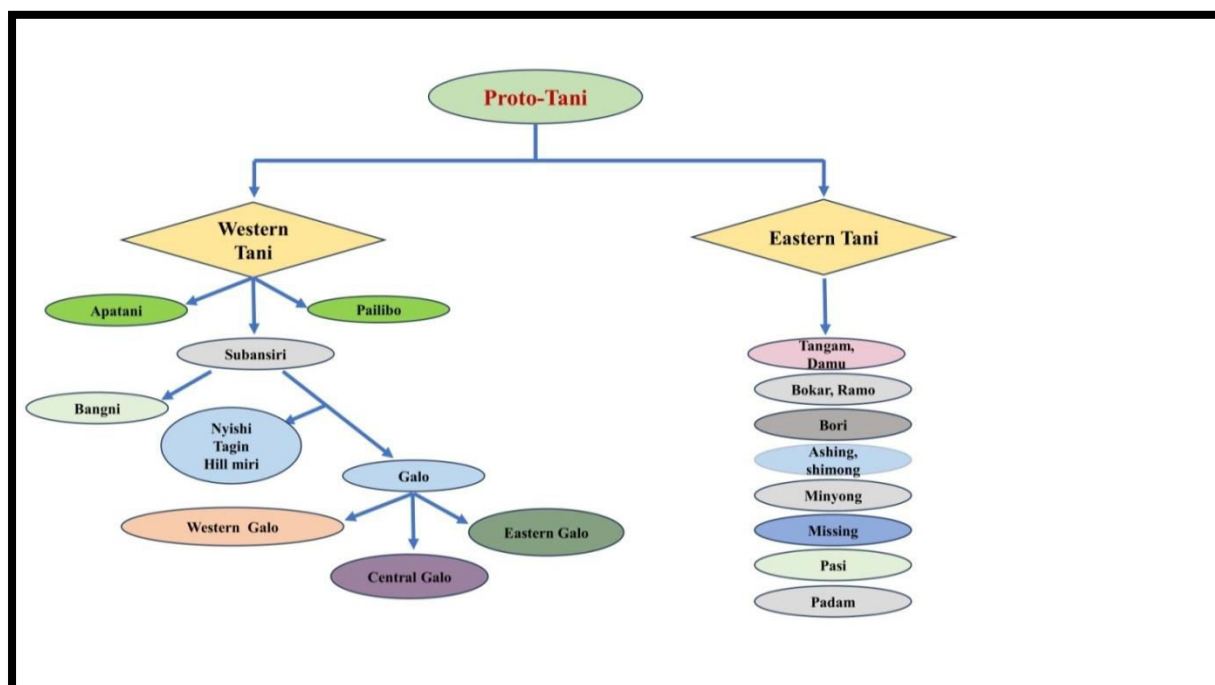 Proto-Tani
Western
Tani
Eastern Tani
Apatani
Pailibo
Subansiri
Bangni
Nyishi
Tagin
Hill miri
Galo
Western Galo
Eastern Galo
Central Galo
Tangam,
Damu
Bokar, Ramo
Bori
Ashing,
shimong
Minyong
Missing
Pasi
Padam